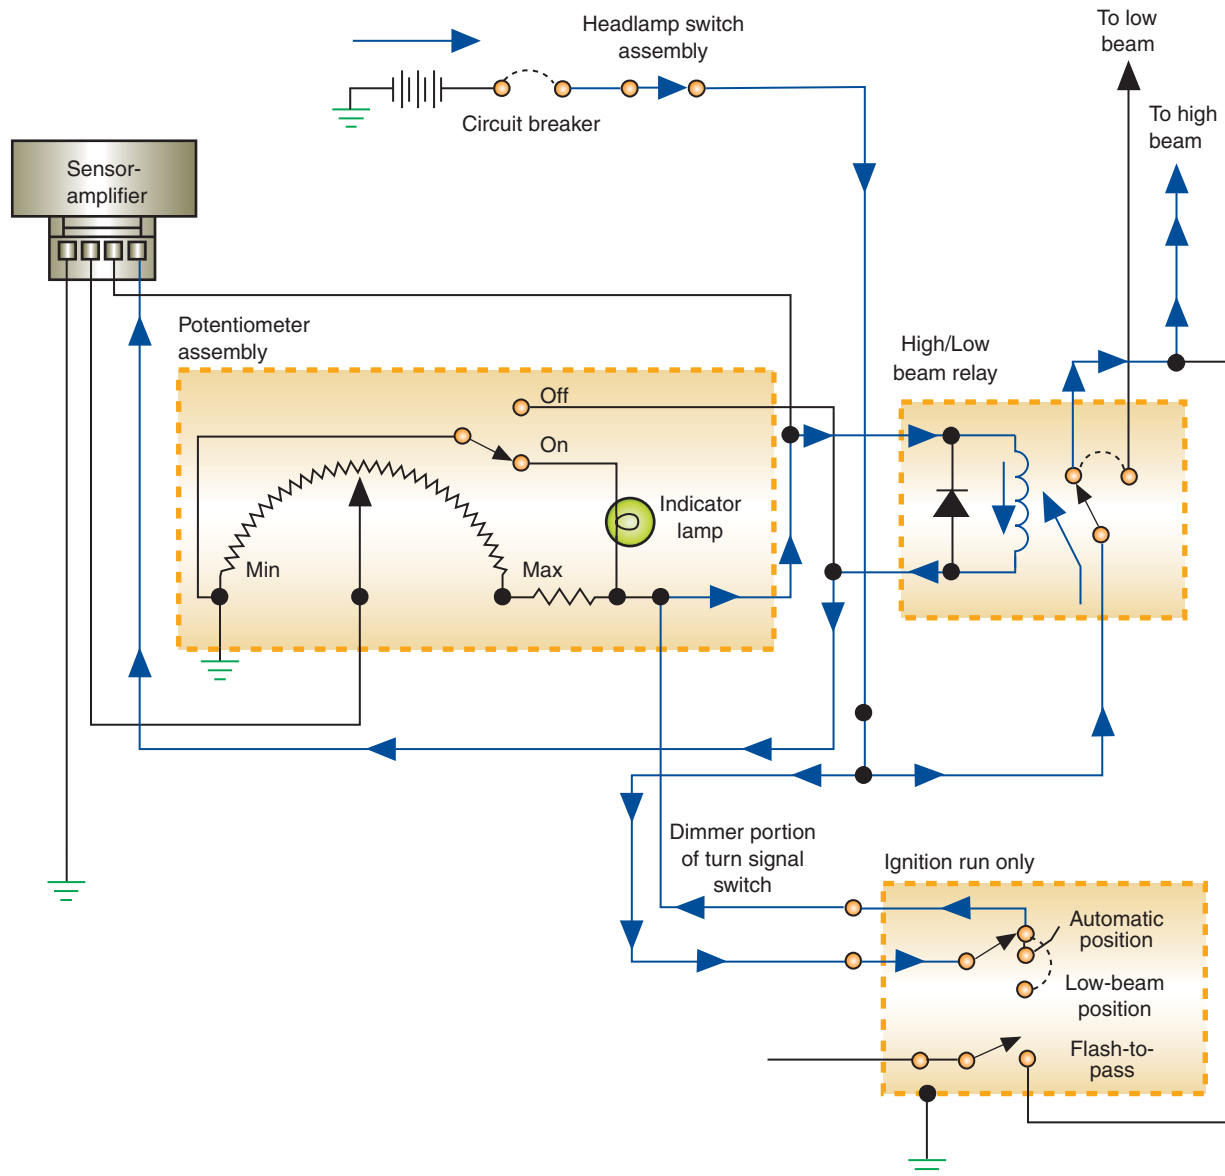 Headlamp switch
assembly
To low
beam
To high
beam
Circuit breaker
Sensor-
amplifier
Potentiometer
assembly
High/Low
beam relay
Off
On
Indicator
lamp
Min
Max
Dimmer portion
of turn signal
switch
Ignition run only
Automatic
position
Low-beam
position
Flash-to-
pass